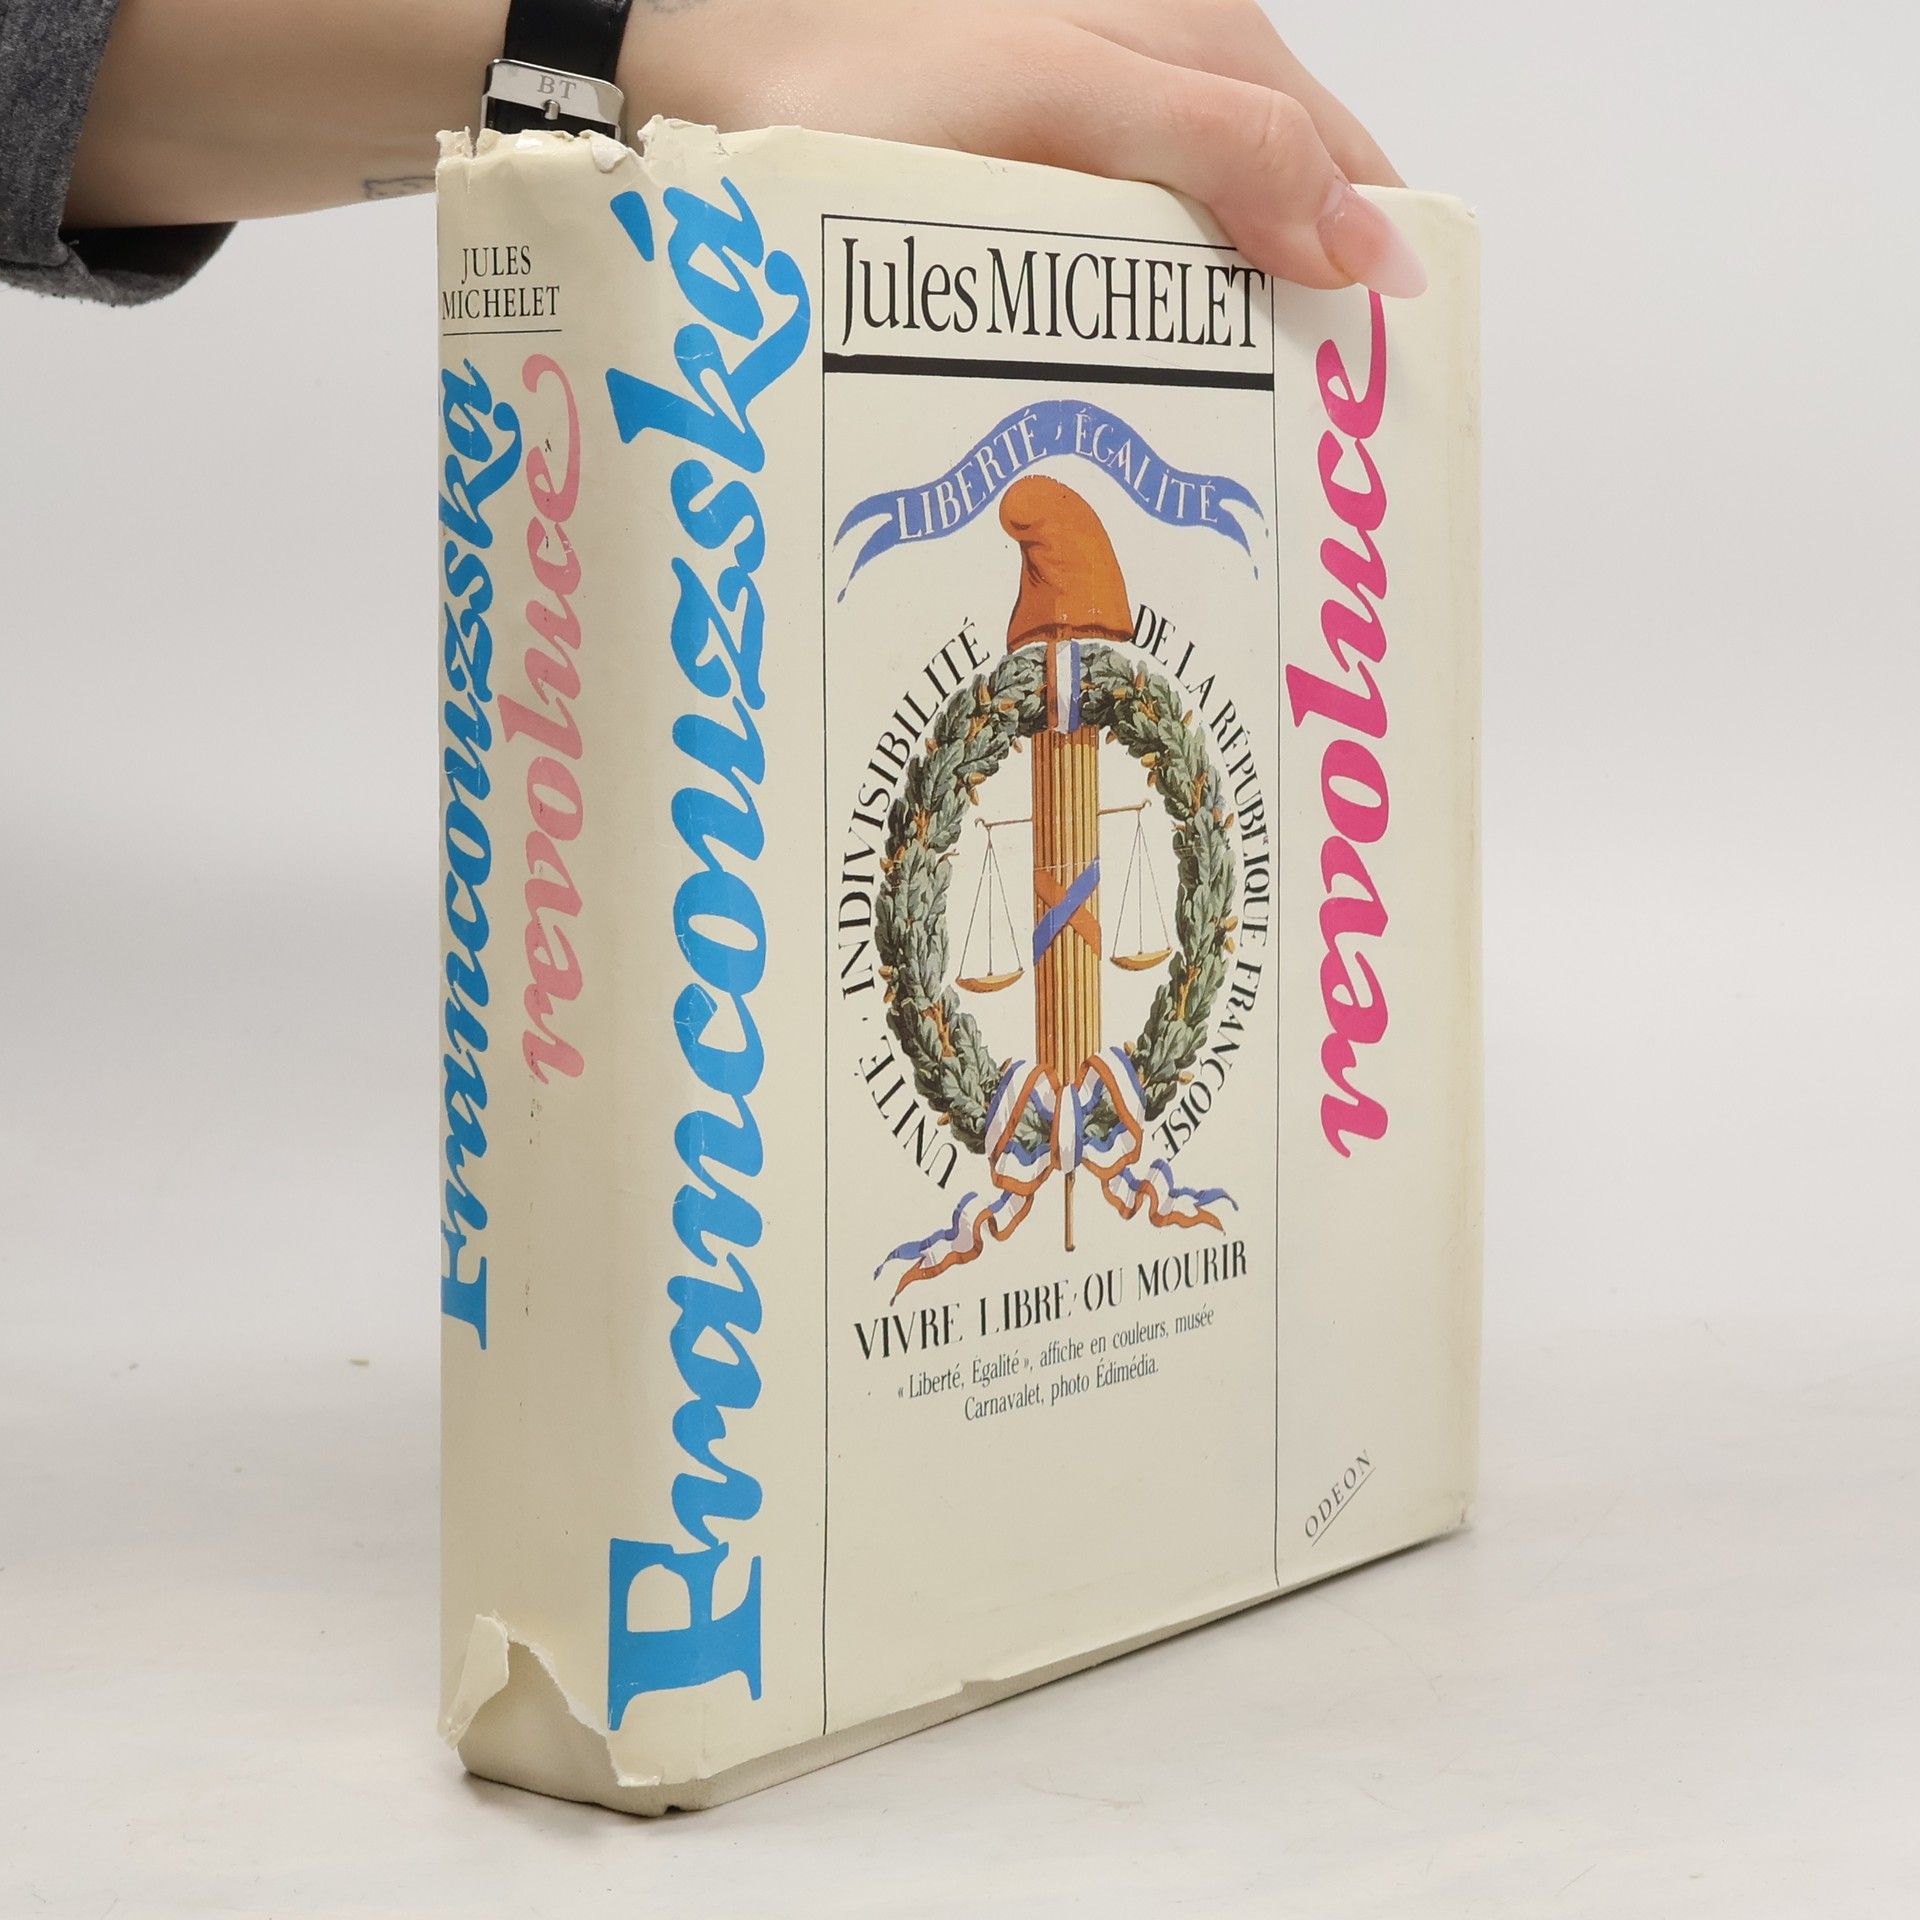 BT
JULES
MICHELET
Francouzská
revoluce
Francouzská
revoluce
Jules MICHELET
LIBERTÉ, ÉGALITÉ
UNITÉ · INDIVISIBILITÉ
DE LA RÉPUBLIQUE FRANÇOISE
VIVRE LIBRE, OU MOURIR
« Liberté, Égalité », affiche en couleurs, musée
Carnavalet, photo Édimédia.
ODEON